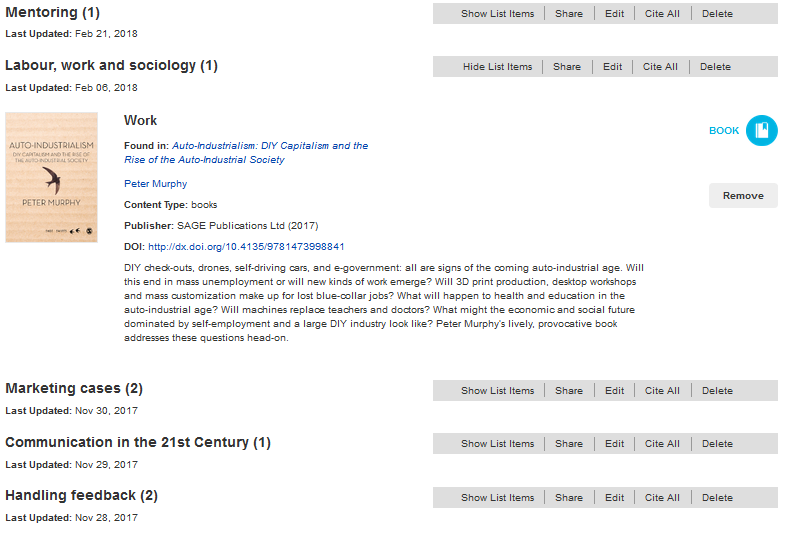 Mentoring (1)
Show List Items Share Edit Cite All Delete
Last Updated: Feb 21, 2018
Labour, work and sociology (1)
Hide List Items Share Edit Cite All Delete
Last Updated: Feb 06, 2018
AUTO-INDUSTRIALISM
DIY CAPITALISM AND THE RISE OF
THE AUTO-INDUSTRIAL SOCIETY
PETER MURPHY
Work
BOOK
Found in: Auto-Industrialism: DIY Capitalism and the
Rise of the Auto-Industrial Society
Peter Murphy
Remove
Content Type: books
Publisher: SAGE Publications Ltd (2017)
DOI: http://dx.doi.org/10.4135/9781473998841
DIY check-outs, drones, self-driving cars, and e-government: all are signs of the coming auto-industrial age. Will
this end in mass unemployment or will new kinds of work emerge? Will 3D print production, desktop workshops
and mass customization make up for lost blue-collar jobs? What will happen to health and education in the
auto-industrial age? Will machines replace teachers and doctors? What might the economic and social future
dominated by self-employment and a large DIY industry look like? Peter Murphy's lively, provocative book
addresses these questions head-on.
Marketing cases (2)
Show List Items Share Edit Cite All Delete
Last Updated: Nov 30, 2017
Communication in the 21st Century (1)
Show List Items Share Edit Cite All Delete
Last Updated: Nov 29, 2017
Handling feedback (2)
Show List Items Share Edit Cite All Delete
Last Updated: Nov 28, 2017